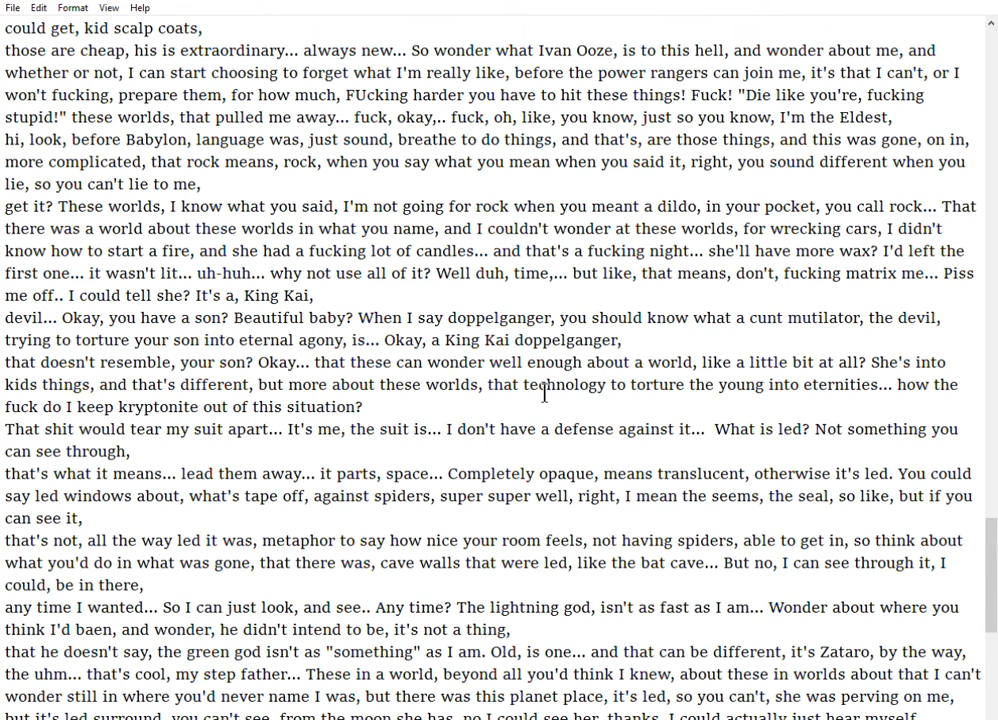 File Edit Format View Help
could get, kid scalp coats,
those are cheap, his is extraordinary... always new... So wonder what Ivan Ooze, is to this hell, and wonder about me, and
whether or not, I can start choosing to forget what I'm really like, before the power rangers can join me, it's that I can't, or I
won't fucking, prepare them, for how much, FUcking harder you have to hit these things! Fuck! "Die like you're, fucking
stupid!" these worlds, that pulled me away... fuck, okay,.. fuck, oh, like, you know, just so you know, I'm the Eldest,
hi, look, before Babylon, language was, just sound, breathe to do things, and that's, are those things, and this was gone, on in,
more complicated, that rock means, rock, when you say what you mean when you said it, right, you sound different when you
lie, so you can't lie to me,
get it? These worlds, I know what you said, I'm not going for rock when you meant a dildo, in your pocket, you call rock... That
there was a world about these worlds in what you name, and I couldn't wonder at these worlds, for wrecking cars, I didn't
know how to start a fire, and she had a fucking lot of candles... and that's a fucking night... she'll have more wax? I'd left the
first one... it wasn't lit... uh-huh... why not use all of it? Well duh, time,... but like, that means, don't, fucking matrix me... Piss
me off.. I could tell she? It's a, King Kai,
devil... Okay, you have a son? Beautiful baby? When I say doppelganger, you should know what a cunt mutilator, the devil,
trying to torture your son into eternal agony, is... Okay, a King Kai doppelganger,
that doesn't resemble, your son? Okay... that these can wonder well enough about a world, like a little bit at all? She's into
kids things, and that's different, but more about these worlds, that technology to torture the young into eternities... how the
fuck do I keep kryptonite out of this situation?
That shit would tear my suit apart... It's me, the suit is... I don't have a defense against it...  What is led? Not something you
can see through,
that's what it means... lead them away... it parts, space... Completely opaque, means translucent, otherwise it's led. You could
say led windows about, what's tape off, against spiders, super super well, right, I mean the seems, the seal, so like, but if you
can see it,
that's not, all the way led it was, metaphor to say how nice your room feels, not having spiders, able to get in, so think about
what you'd do in what was gone, that there was, cave walls that were led, like the bat cave... But no, I can see through it, I
could, be in there,
any time I wanted... So I can just look, and see.. Any time? The lightning god, isn't as fast as I am... Wonder about where you
think I'd baen, and wonder, he didn't intend to be, it's not a thing,
that he doesn't say, the green god isn't as "something" as I am. Old, is one... and that can be different, it's Zataro, by the way,
the uhm... that's cool, my step father... These in a world, beyond all you'd think I knew, about these in worlds about that I can't
wonder still in where you'd never name I was, but there was this planet place, it's led, so you can't, she was perving on me,
but it's led surround, you can't see, from the moon she has, no I could see her, thanks, I could actually just hear myself